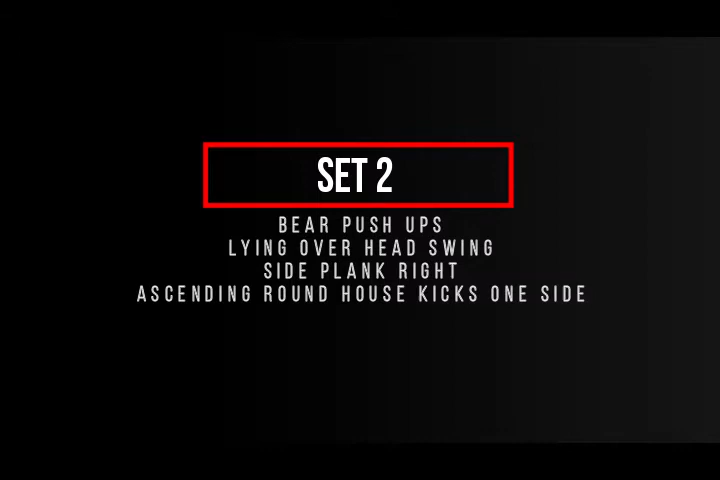 SET 2
BEAR PUSH UPS
LYING OVER HEAD SWING
SIDE PLANK RIGHT
ASCENDING ROUND HOUSE KICKS ONE SIDE